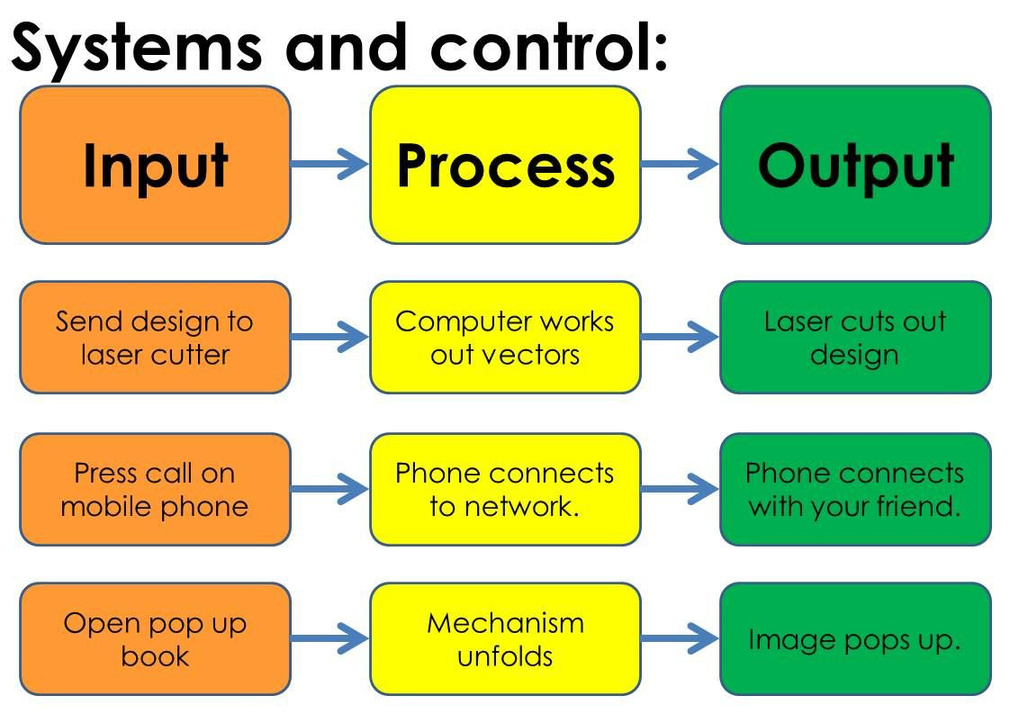 Systems and control:
Input
Process
Output
Send design to
laser cutter
Computer works
out vectors
Laser cuts out
design
Press call on
mobile phone
Phone connects
to network.
Phone connects
with your friend.
Open pop up
book
Mechanism
unfolds
Image pops up.